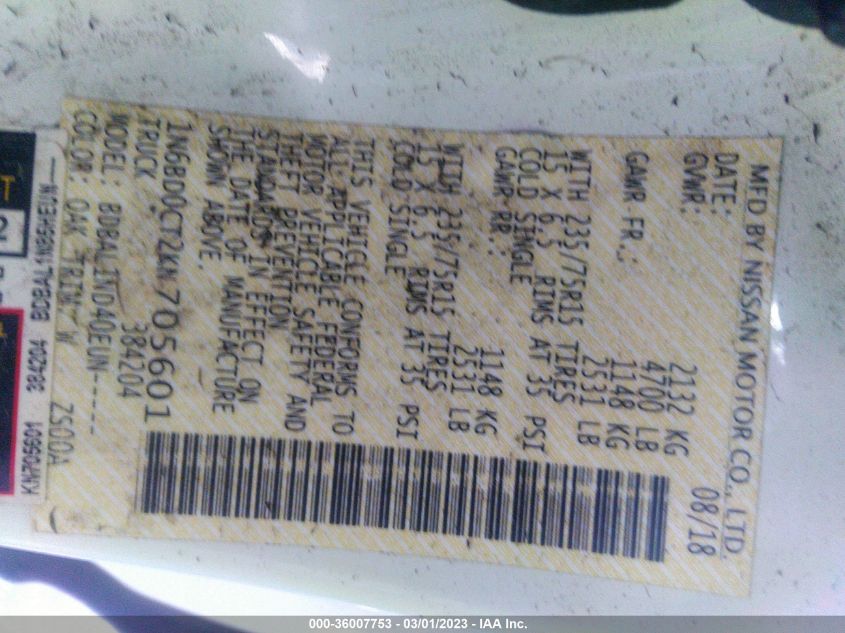 MFD BY NISSAN MOTOR CO., LTD.
DATE: 08/18
GVWR: 2132 KG
4700 LB
GAWR FR.: 1148 KG
2531 LB
WITH 235/75R15 TIRES
15 X 6.5 RIMS AT 35 PSI
COLD SINGLE
GAWR RR.: 1148 KG
2531 LB
WITH 235/75R15 TIRES
15 X 6.5 RIMS AT 35 PSI
COLD SINGLE
THIS VEHICLE CONFORMS TO
ALL APPLICABLE FEDERAL
MOTOR VEHICLE SAFETY AND
THEFT PREVENTION
STANDARDS IN EFFECT ON
THE DATE OF MANUFACTURE
SHOWN ABOVE.
1N6BD0CT2KN705601
TRUCK 384204
MODEL: BDBALIND40EUN-----
COLOR: QAK TRIM: W ZS00A
KN705601 384204
000-36007753 - 03/01/2023 - IAA Inc.